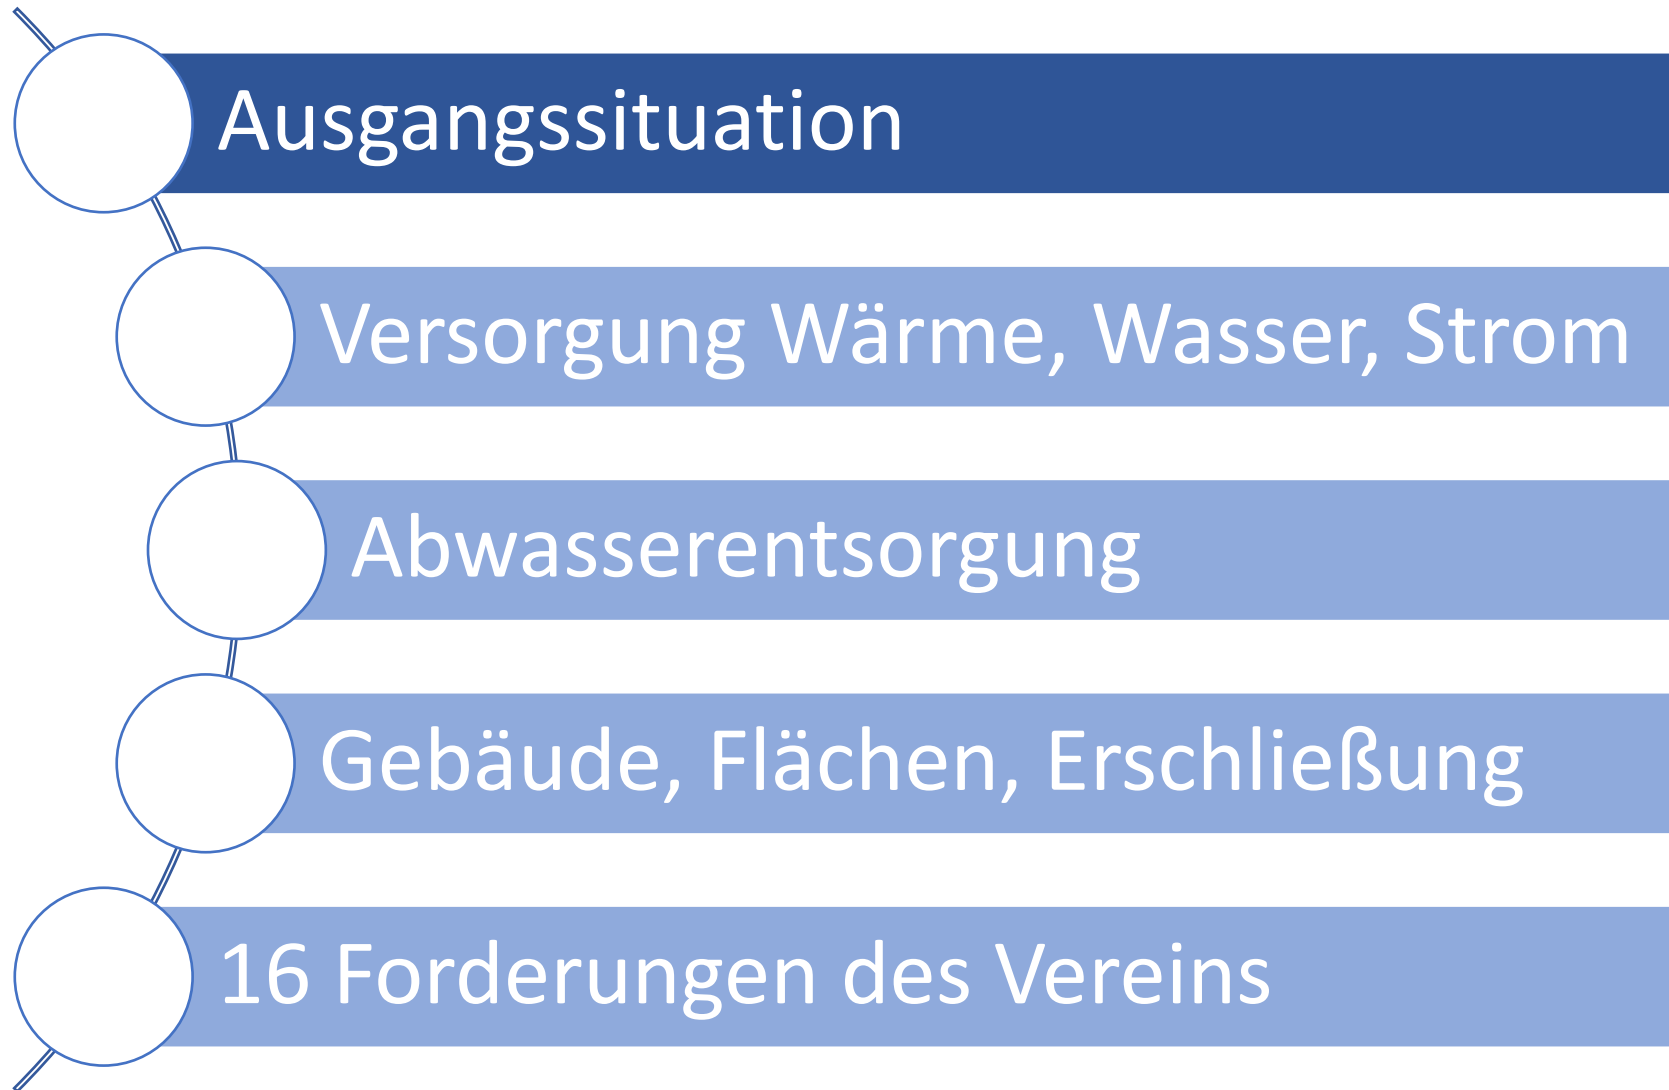 Ausgangssituation
Versorgung Wärme, Wasser, Strom
Abwasserentsorgung
Gebäude, Flächen, Erschließung
16 Forderungen des Vereins